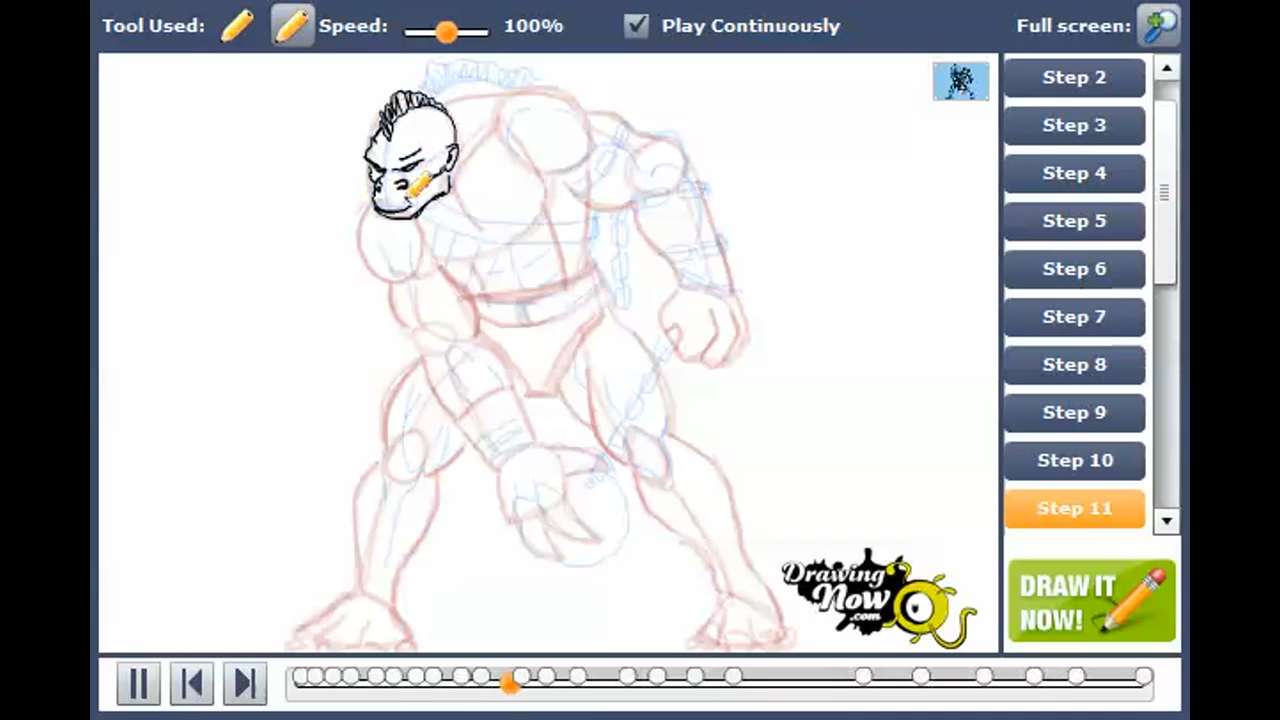 Tool Used:
Speed:
100%
Play Continuously
Full screen:
Step 2
Step 3
Step 4
Step 5
Step 6
Step 7
Step 8
Step 9
Step 10
Step 11
Drawing
Now
.com
DRAW IT
NOW!